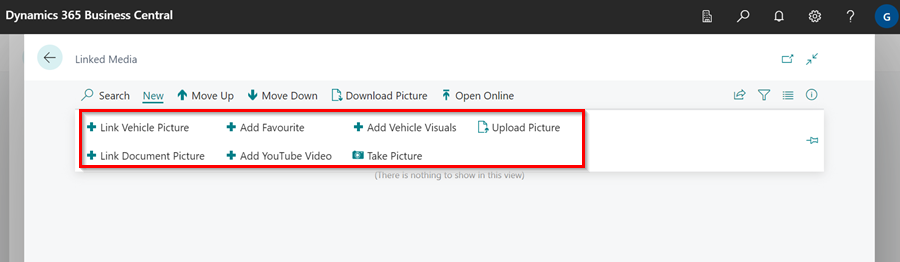 Dynamics 365 Business Central
G
Linked Media
Search New Move Up Move Down Download Picture Open Online
Link Vehicle Picture Add Favourite Add Vehicle Visuals Upload Picture
Link Document Picture Add YouTube Video Take Picture
(There is nothing to show in this view)